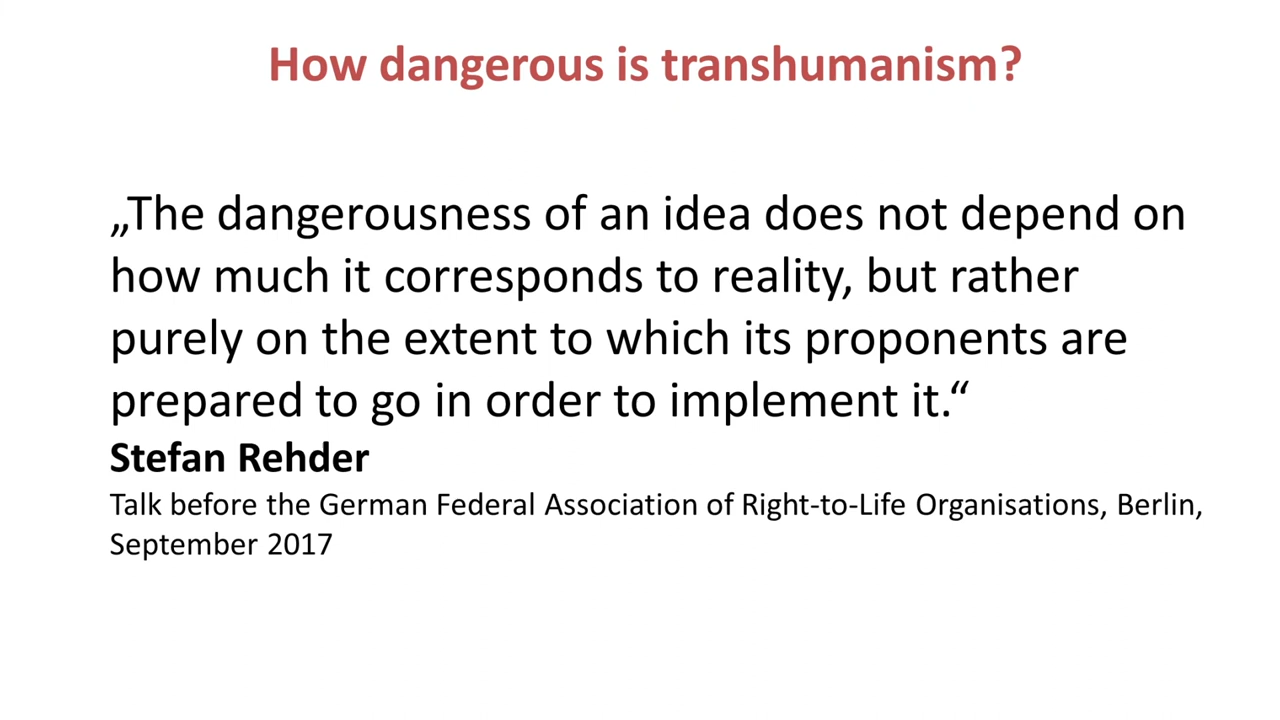 How dangerous is transhumanism?
„The dangerousness of an idea does not depend on
how much it corresponds to reality, but rather
purely on the extent to which its proponents are
prepared to go in order to implement it.“
Stefan Rehder
Talk before the German Federal Association of Right-to-Life Organisations, Berlin,
September 2017